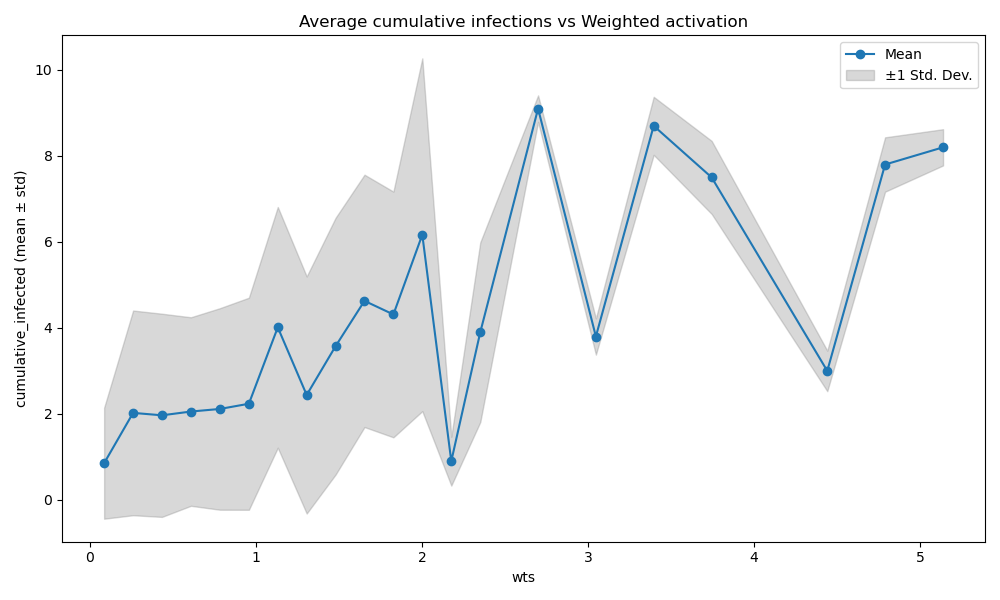 Average cumulative infections vs Weighted activation
Mean
±1 Std. Dev.
cumulative_infected (mean ± std)
10
8
6
4
2
0
0 1 2 3 4 5
wts